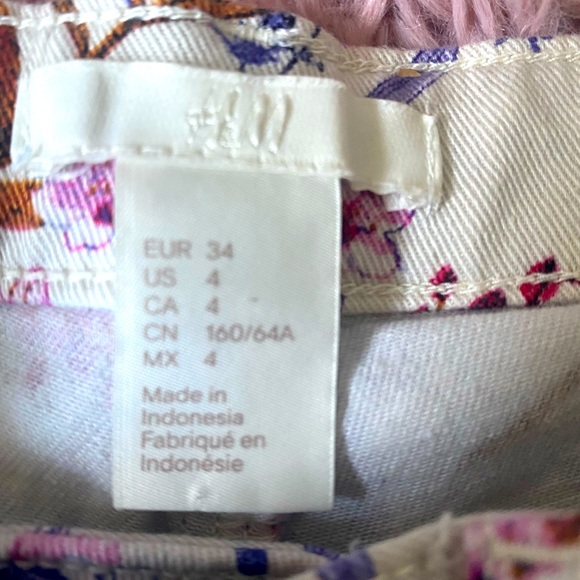 H&M
EUR 34
US 4
CA 4
CN 160/64A
MX 4
Made in
Indonesia
Fabriqué en
Indonésie